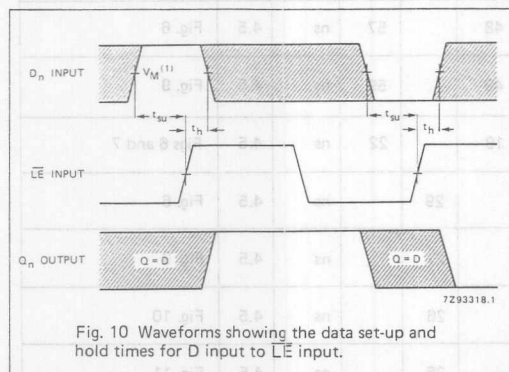 Dn INPUT
VM(1)
tsu
th
tsu
th
LE INPUT
Qn OUTPUT
Q = D
Q = D
7Z93318.1
Fig. 10 Waveforms showing the data set-up and
hold times for D input to LE input.